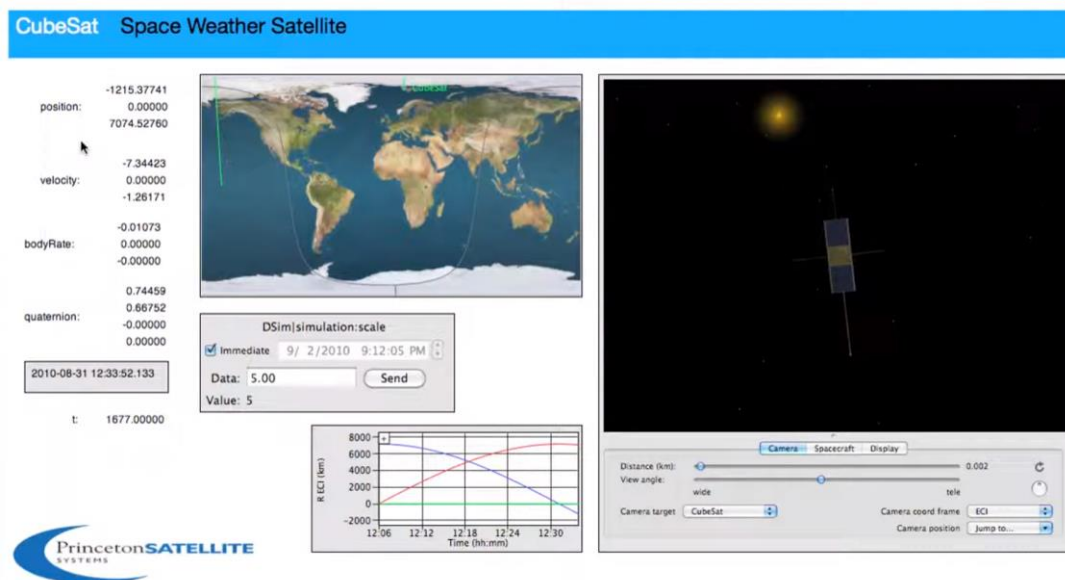 CubeSat Space Weather Satellite
position:
-1215.37741
0.00000
7074.52760
velocity:
-7.34423
0.00000
-1.26171
bodyRate:
-0.01073
0.00000
-0.00000
quaternion:
0.74459
0.66752
-0.00000
0.00000
2010-08-31 12:33:52.133
t: 1677.00000
CubeSat
DSim|simulation:scale
Immediate 9/ 2/2010 9:12:05 PM
Data: 5.00 Send
Value: 5
R ECI (km)
8000
6000
4000
2000
0
-2000
12:06 12:12 12:18 12:24 12:30
Time (hh:mm)
Camera Spacecraft Display
Distance (km): 0.002
View angle:
wide tele
Camera target CubeSat Camera coord frame ECI
Camera position Jump to...
PrincetonSATELLITE
SYSTEMS